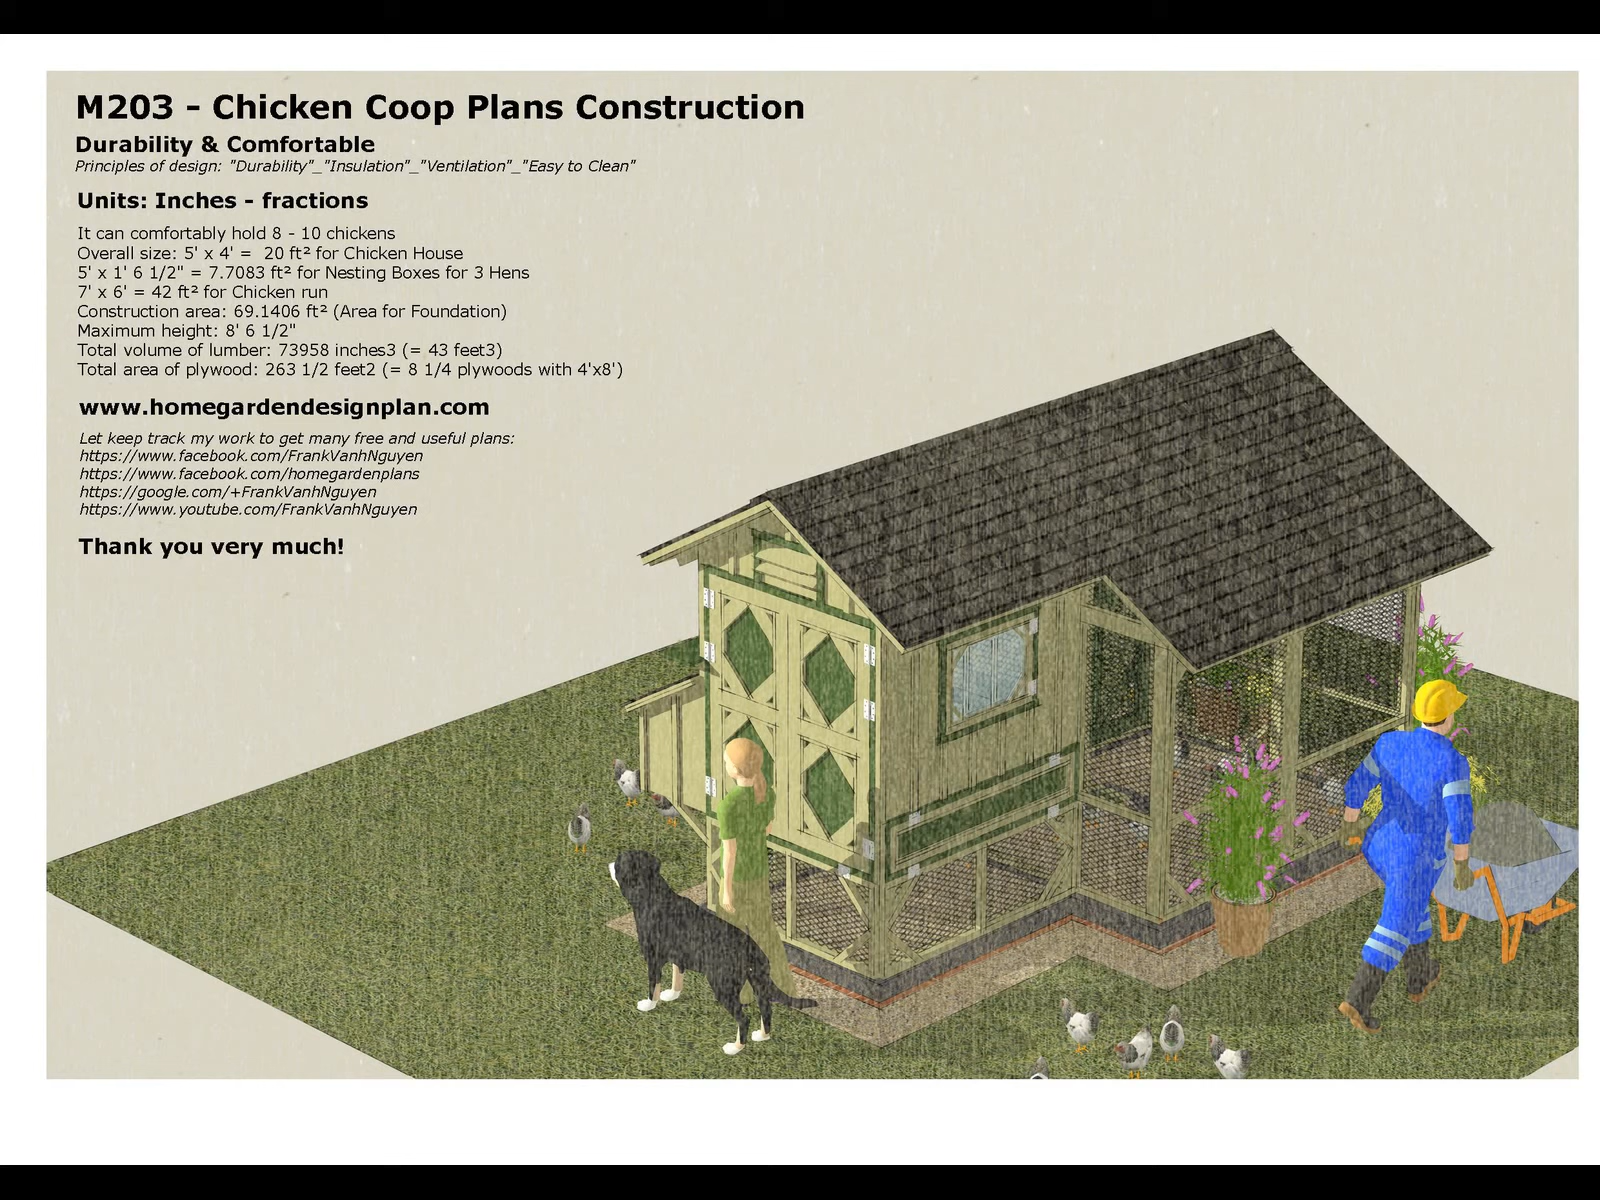 M203 - Chicken Coop Plans Construction
Durability & Comfortable
Principles of design: "Durability"_"Insulation"_"Ventilation"_"Easy to Clean"
Units: Inches - fractions
It can comfortably hold 8 - 10 chickens
Overall size: 5' x 4' = 20 ft² for Chicken House
5' x 1' 6 1/2" = 7.7083 ft² for Nesting Boxes for 3 Hens
7' x 6' = 42 ft² for Chicken run
Construction area: 69.1406 ft² (Area for Foundation)
Maximum height: 8' 6 1/2"
Total volume of lumber: 73958 inches3 (= 43 feet3)
Total area of plywood: 263 1/2 feet2 (= 8 1/4 plywoods with 4'x8')
www.homegardendesignplan.com
Let keep track my work to get many free and useful plans:
https://www.facebook.com/FrankVanhNguyen
https://www.facebook.com/homegardenplans
https://google.com/+FrankVanhNguyen
https://www.youtube.com/FrankVanhNguyen
Thank you very much!